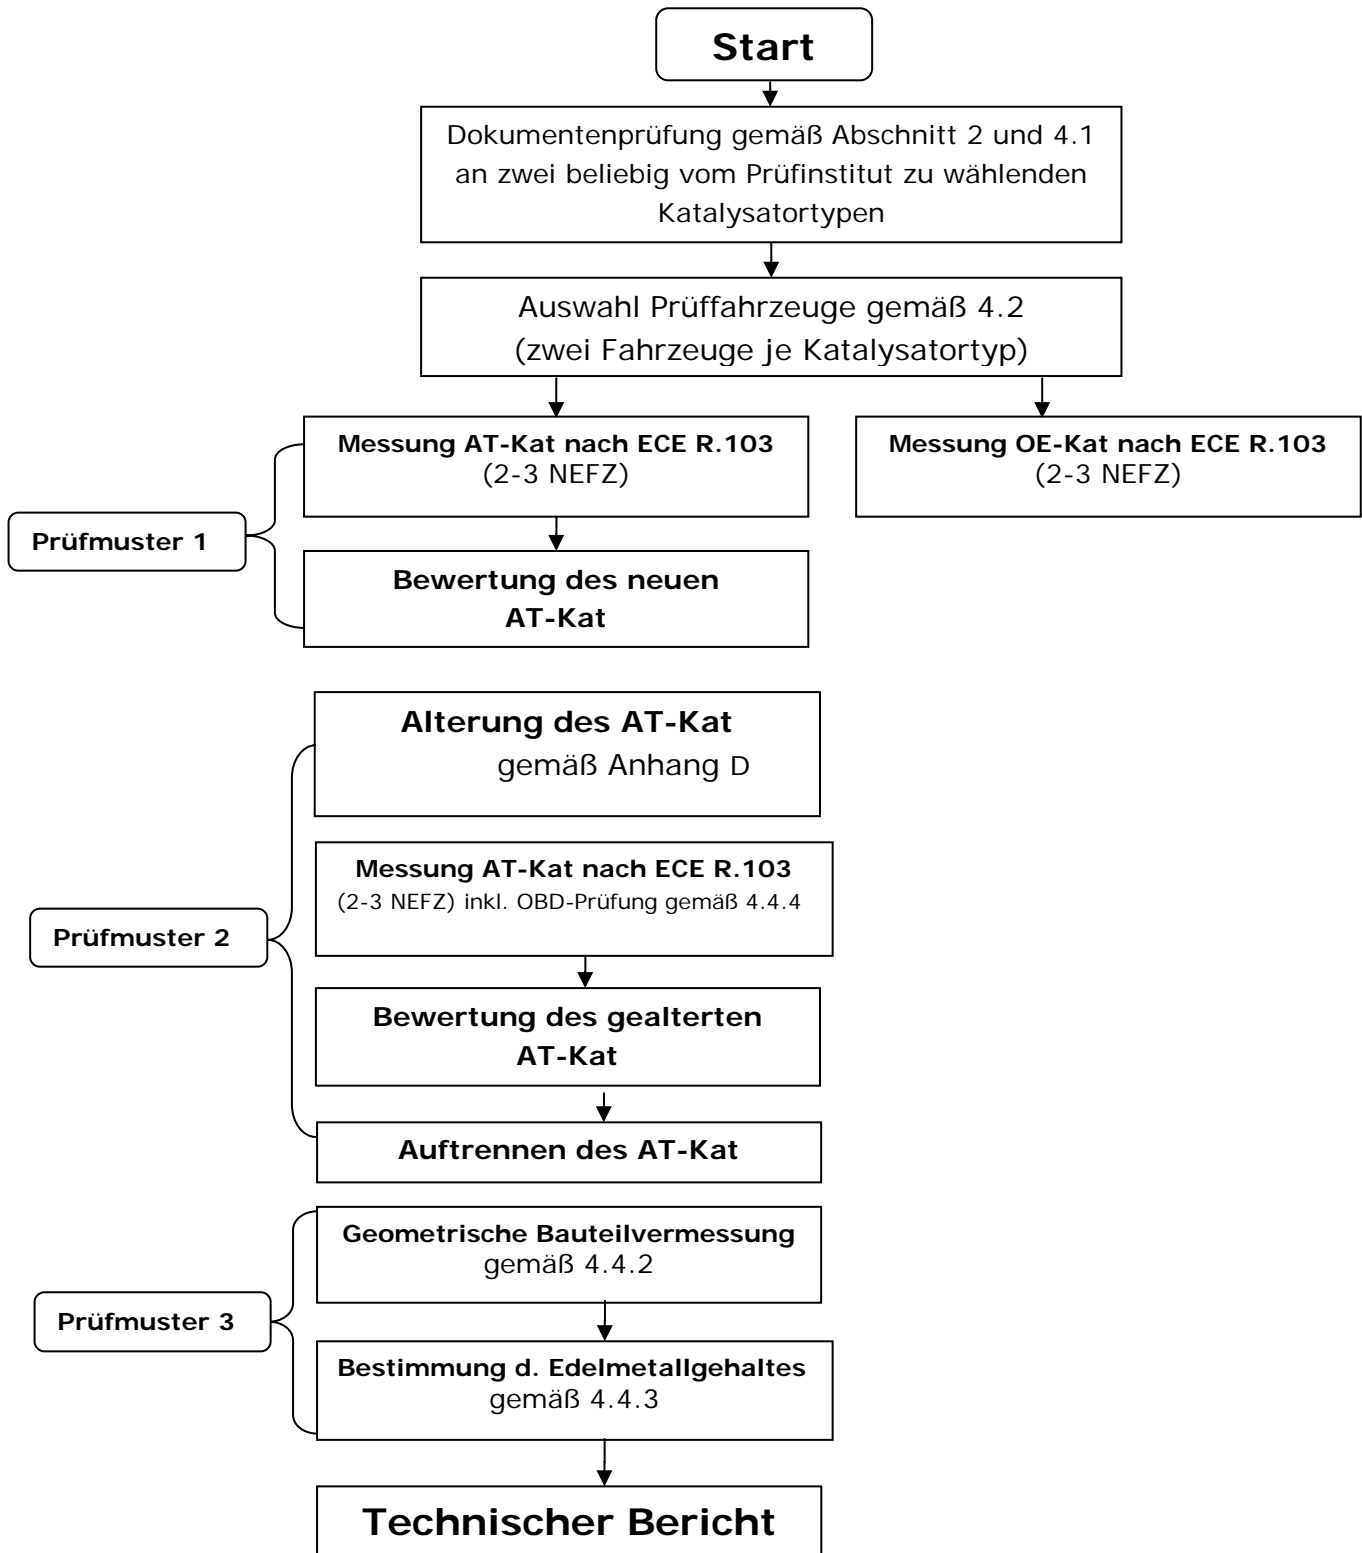 Start
Dokumentenprüfung gemäß Abschnitt 2 und 4.1
an zwei beliebig vom Prüfinstitut zu wählenden
Katalysatortypen
Auswahl Prüffahrzeuge gemäß 4.2
(zwei Fahrzeuge je Katalysatortyp)
Messung AT-Kat nach ECE R.103
(2-3 NEFZ)
Messung OE-Kat nach ECE R.103
(2-3 NEFZ)
Prüfmuster 1
Bewertung des neuen
AT-Kat
Alterung des AT-Kat
gemäß Anhang D
Messung AT-Kat nach ECE R.103
(2-3 NEFZ) inkl. OBD-Prüfung gemäß 4.4.4
Prüfmuster 2
Bewertung des gealterten
AT-Kat
Auftrennen des AT-Kat
Geometrische Bauteilvermessung
gemäß 4.4.2
Prüfmuster 3
Bestimmung d. Edelmetallgehaltes
gemäß 4.4.3
Technischer Bericht